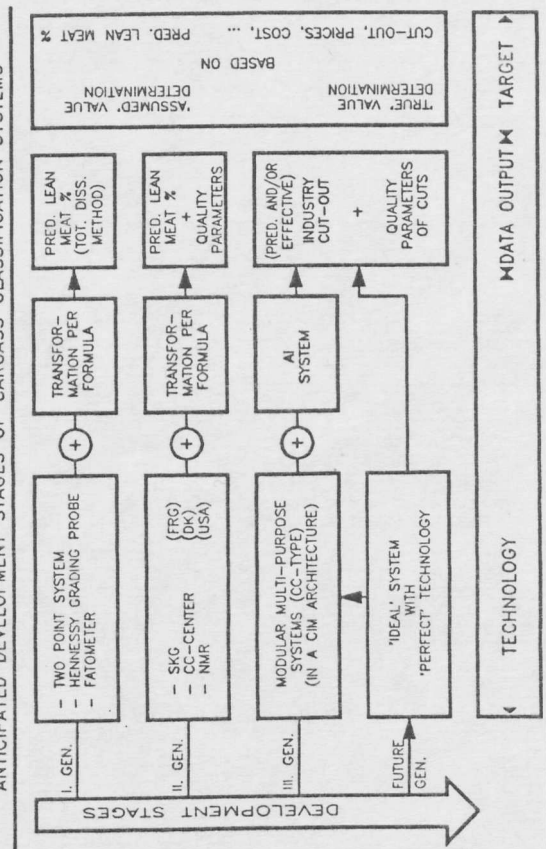 ANTICIPATED DEVELOPMENT STAGES OF CARCASS CLASSIFICATION SYSTEMS
DEVELOPMENT STAGES
I. GEN.
- TWO POINT SYSTEM
- HENNESSY GRADING PROBE
- FATOMETER
+
TRANSFOR-
MATION PER
FORMULA
PRED. LEAN
MEAT %
(TOT. DISS.
METHOD)
II. GEN.
- SKG (FRG)
- CC-CENTER (DK)
- NMR (USA)
+
TRANSFOR-
MATION PER
FORMULA
PRED. LEAN
MEAT %
+
QUALITY
PARAMETERS
III. GEN.
MODULAR MULTI-PURPOSE
SYSTEMS (CC-TYPE)
(IN A CIM ARCHITECTURE)
+
AI
SYSTEM
(PRED. AND/OR
EFFECTIVE)
INDUSTRY
CUT-OUT
+
QUALITY
PARAMETERS
OF CUTS
FUTURE
GEN.
'IDEAL' SYSTEM
WITH
'PERFECT' TECHNOLOGY
'TRUE' VALUE
DETERMINATION
'ASSUMED' VALUE
DETERMINATION
BASED ON
CUT-OUT, PRICES, COST, ... PRED. LEAN MEAT %
TECHNOLOGY
DATA OUTPUT
TARGET